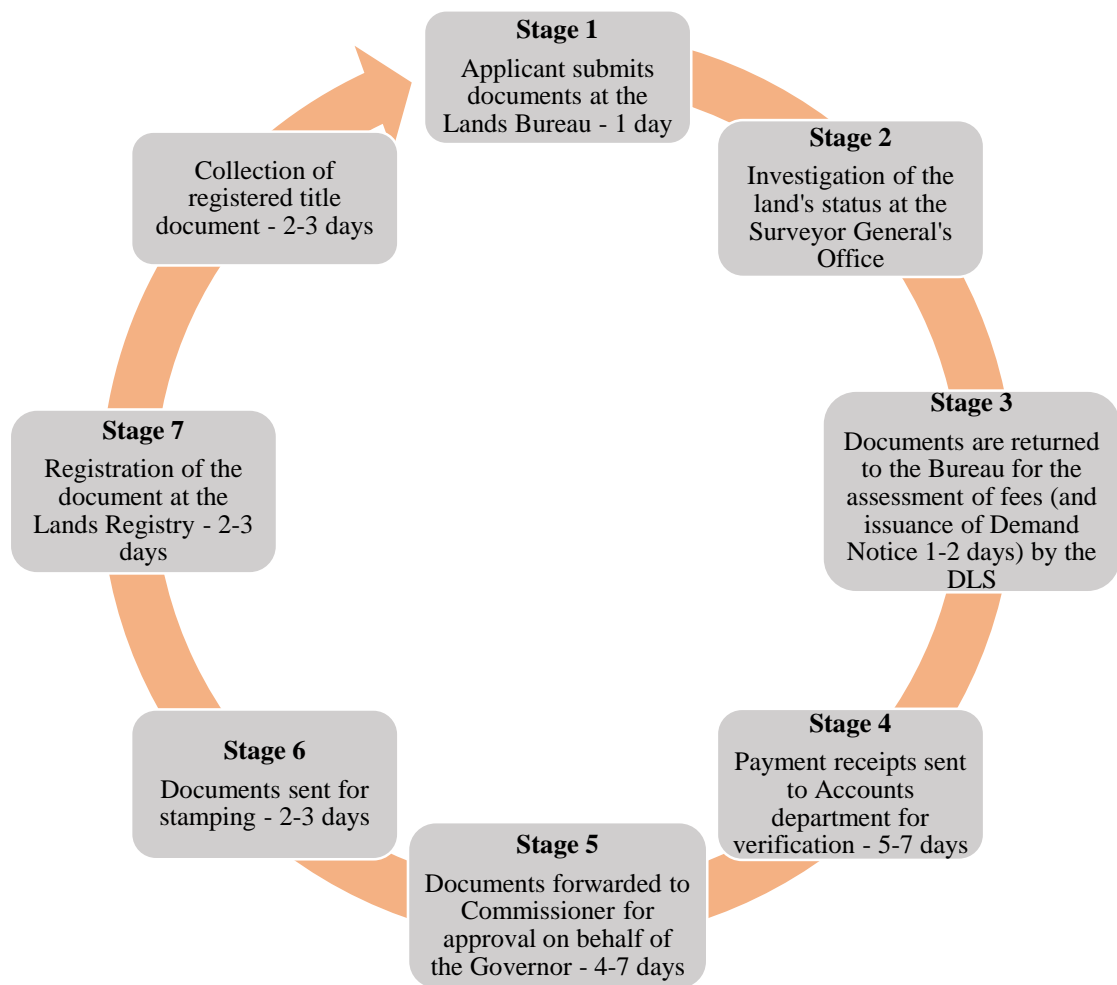 Stage 1
Applicant submits
documents at the
Lands Bureau - 1 day
Stage 2
Investigation of the
land's status at the
Surveyor General's
Office
Stage 3
Documents are returned
to the Bureau for the
assessment of fees (and
issuance of Demand
Notice 1-2 days) by the
DLS
Stage 4
Payment receipts sent
to Accounts
department for
verification - 5-7 days
Stage 5
Documents forwarded to
Commissioner for
approval on behalf of
the Governor - 4-7 days
Stage 6
Documents sent for
stamping - 2-3 days
Stage 7
Registration of the
document at the
Lands Registry - 2-3
days
Collection of
registered title
document - 2-3 days